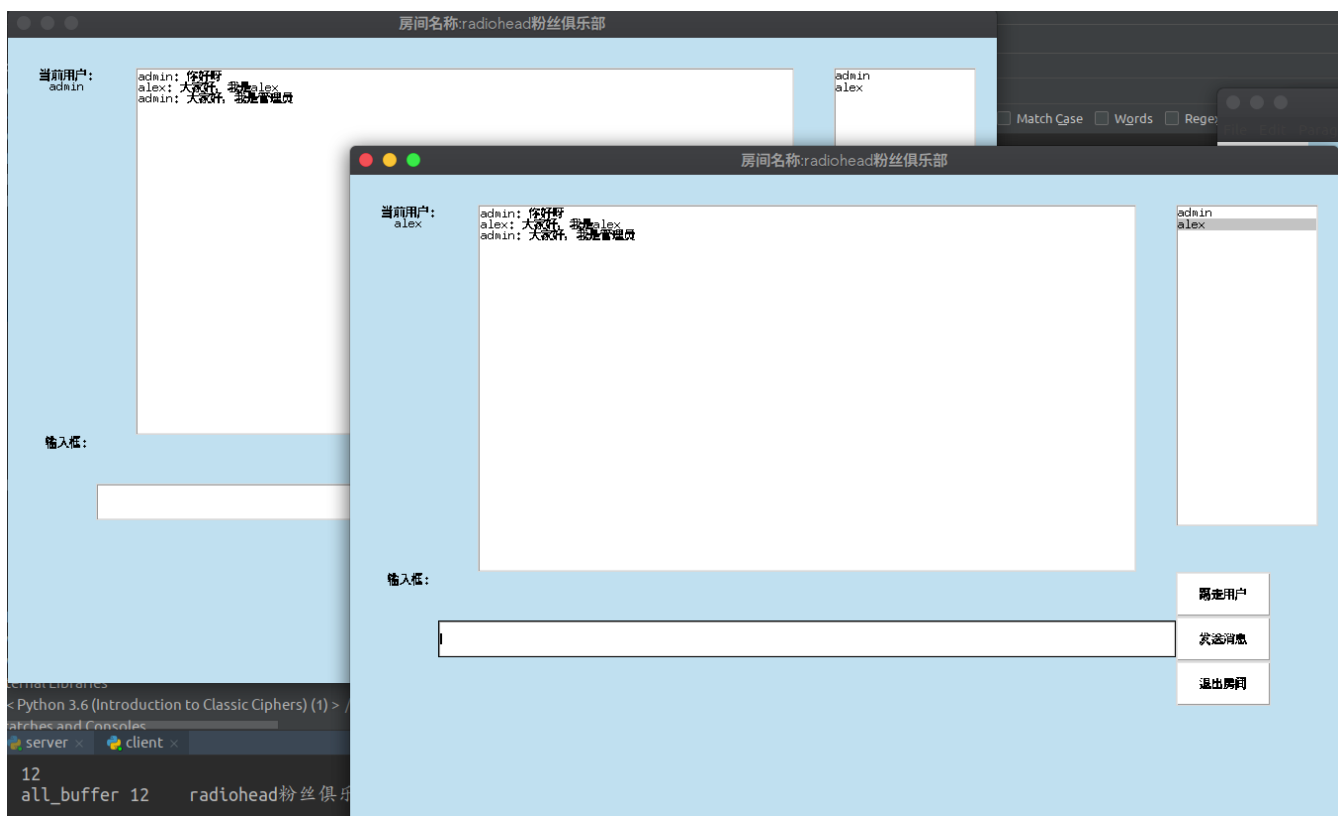 房间名称:radiohead粉丝俱乐部
当前用户:
admin
admin: 你好呀
alex: 大家好, 我是alex
admin: 大家好, 我是管理员
admin
alex
输入框:
Match Case
Words
房间名称:radiohead粉丝俱乐部
当前用户:
alex
admin: 你好呀
alex: 大家好, 我是alex
admin: 大家好, 我是管理员
admin
alex
输入框:
踢走用户
发送消息
退出房间
< Python 3.6 (Introduction to Classic Ciphers) (1) > /
server
client
12
all_buffer 12 radiohead粉丝俱